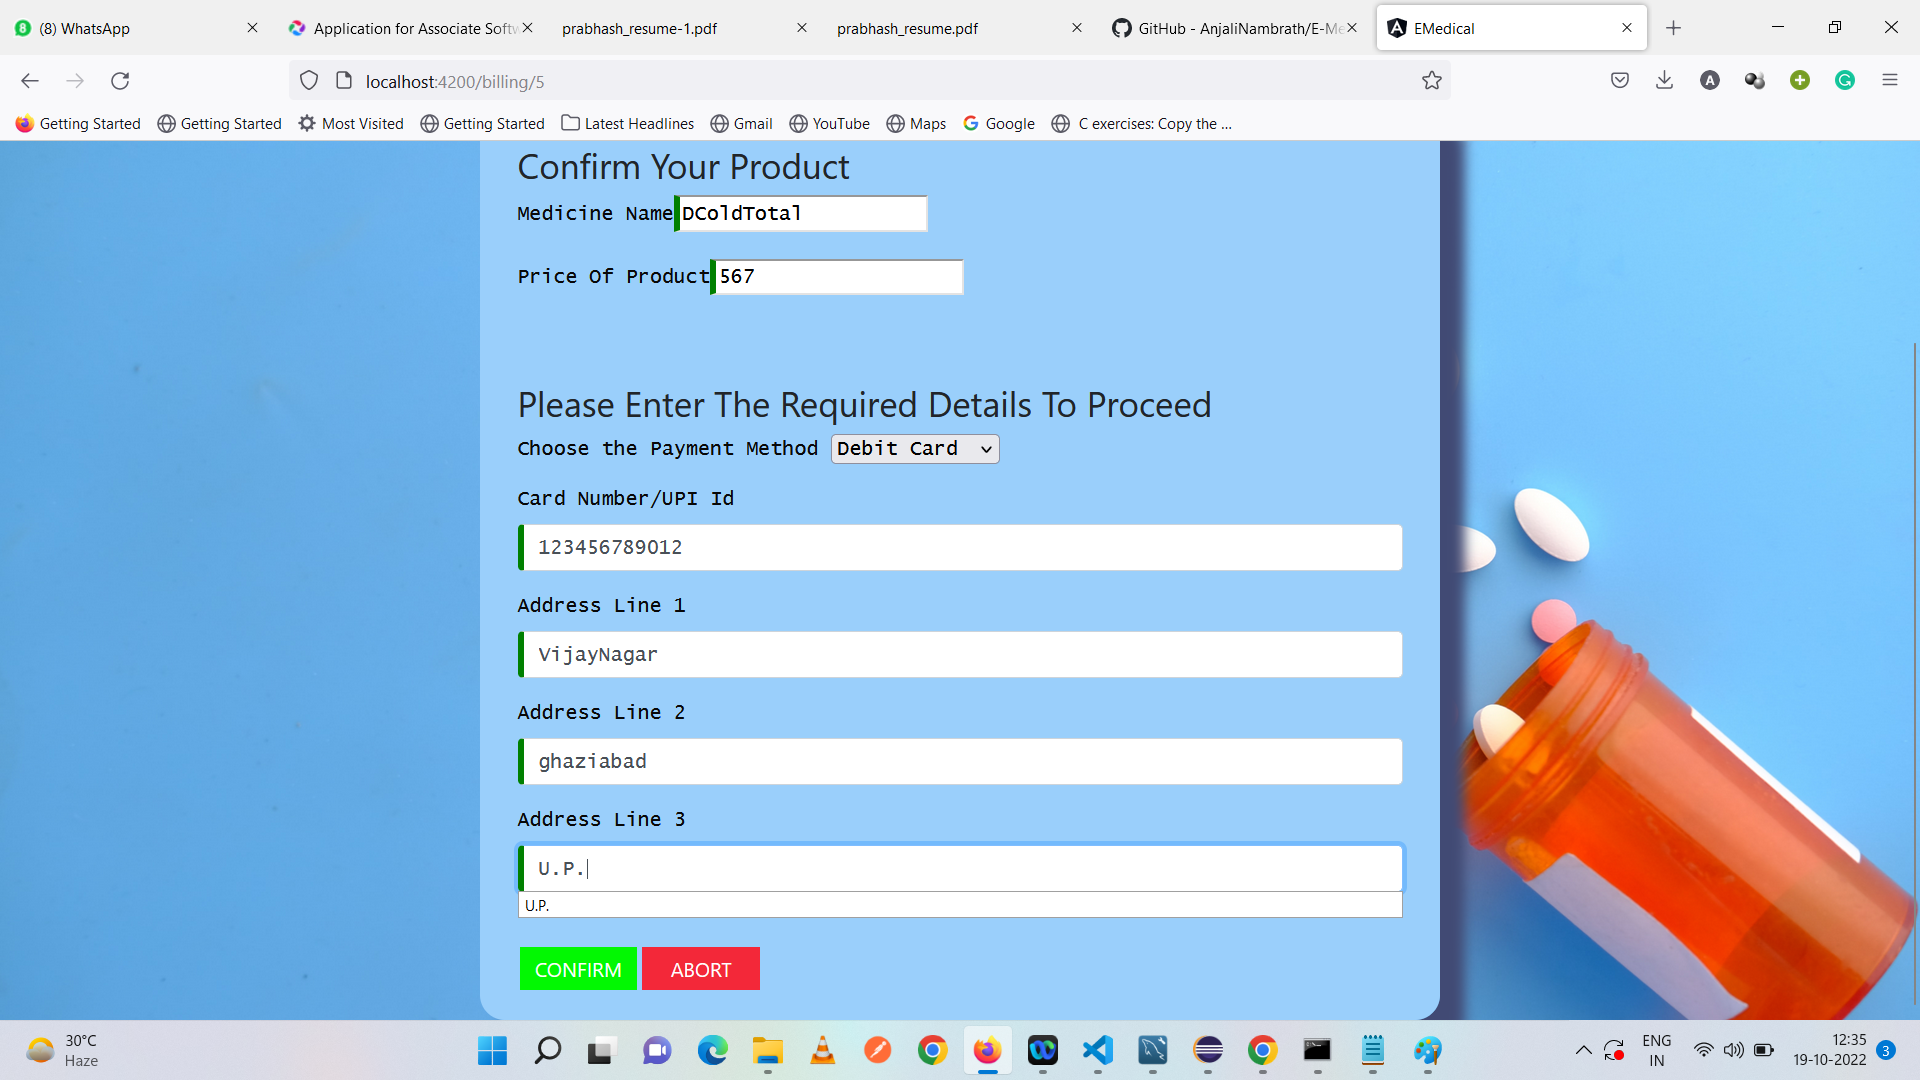 (8) WhatsApp
Application for Associate Softw
prabhash_resume-1.pdf
prabhash_resume.pdf
GitHub - AnjaliNambrath/E-Me
EMedical
localhost:4200/billing/5
Getting Started
Getting Started
Most Visited
Getting Started
Latest Headlines
Gmail
YouTube
Maps
Google
C exercises: Copy the ...
Confirm Your Product
Medicine Name DColdTotal
Price Of Product 567
Please Enter The Required Details To Proceed
Choose the Payment Method Debit Card
Card Number/UPI Id
123456789012
Address Line 1
VijayNagar
Address Line 2
ghaziabad
Address Line 3
U.P.
U.P.
CONFIRM ABORT
30°C
Haze
ENG
IN
12:35
19-10-2022
3